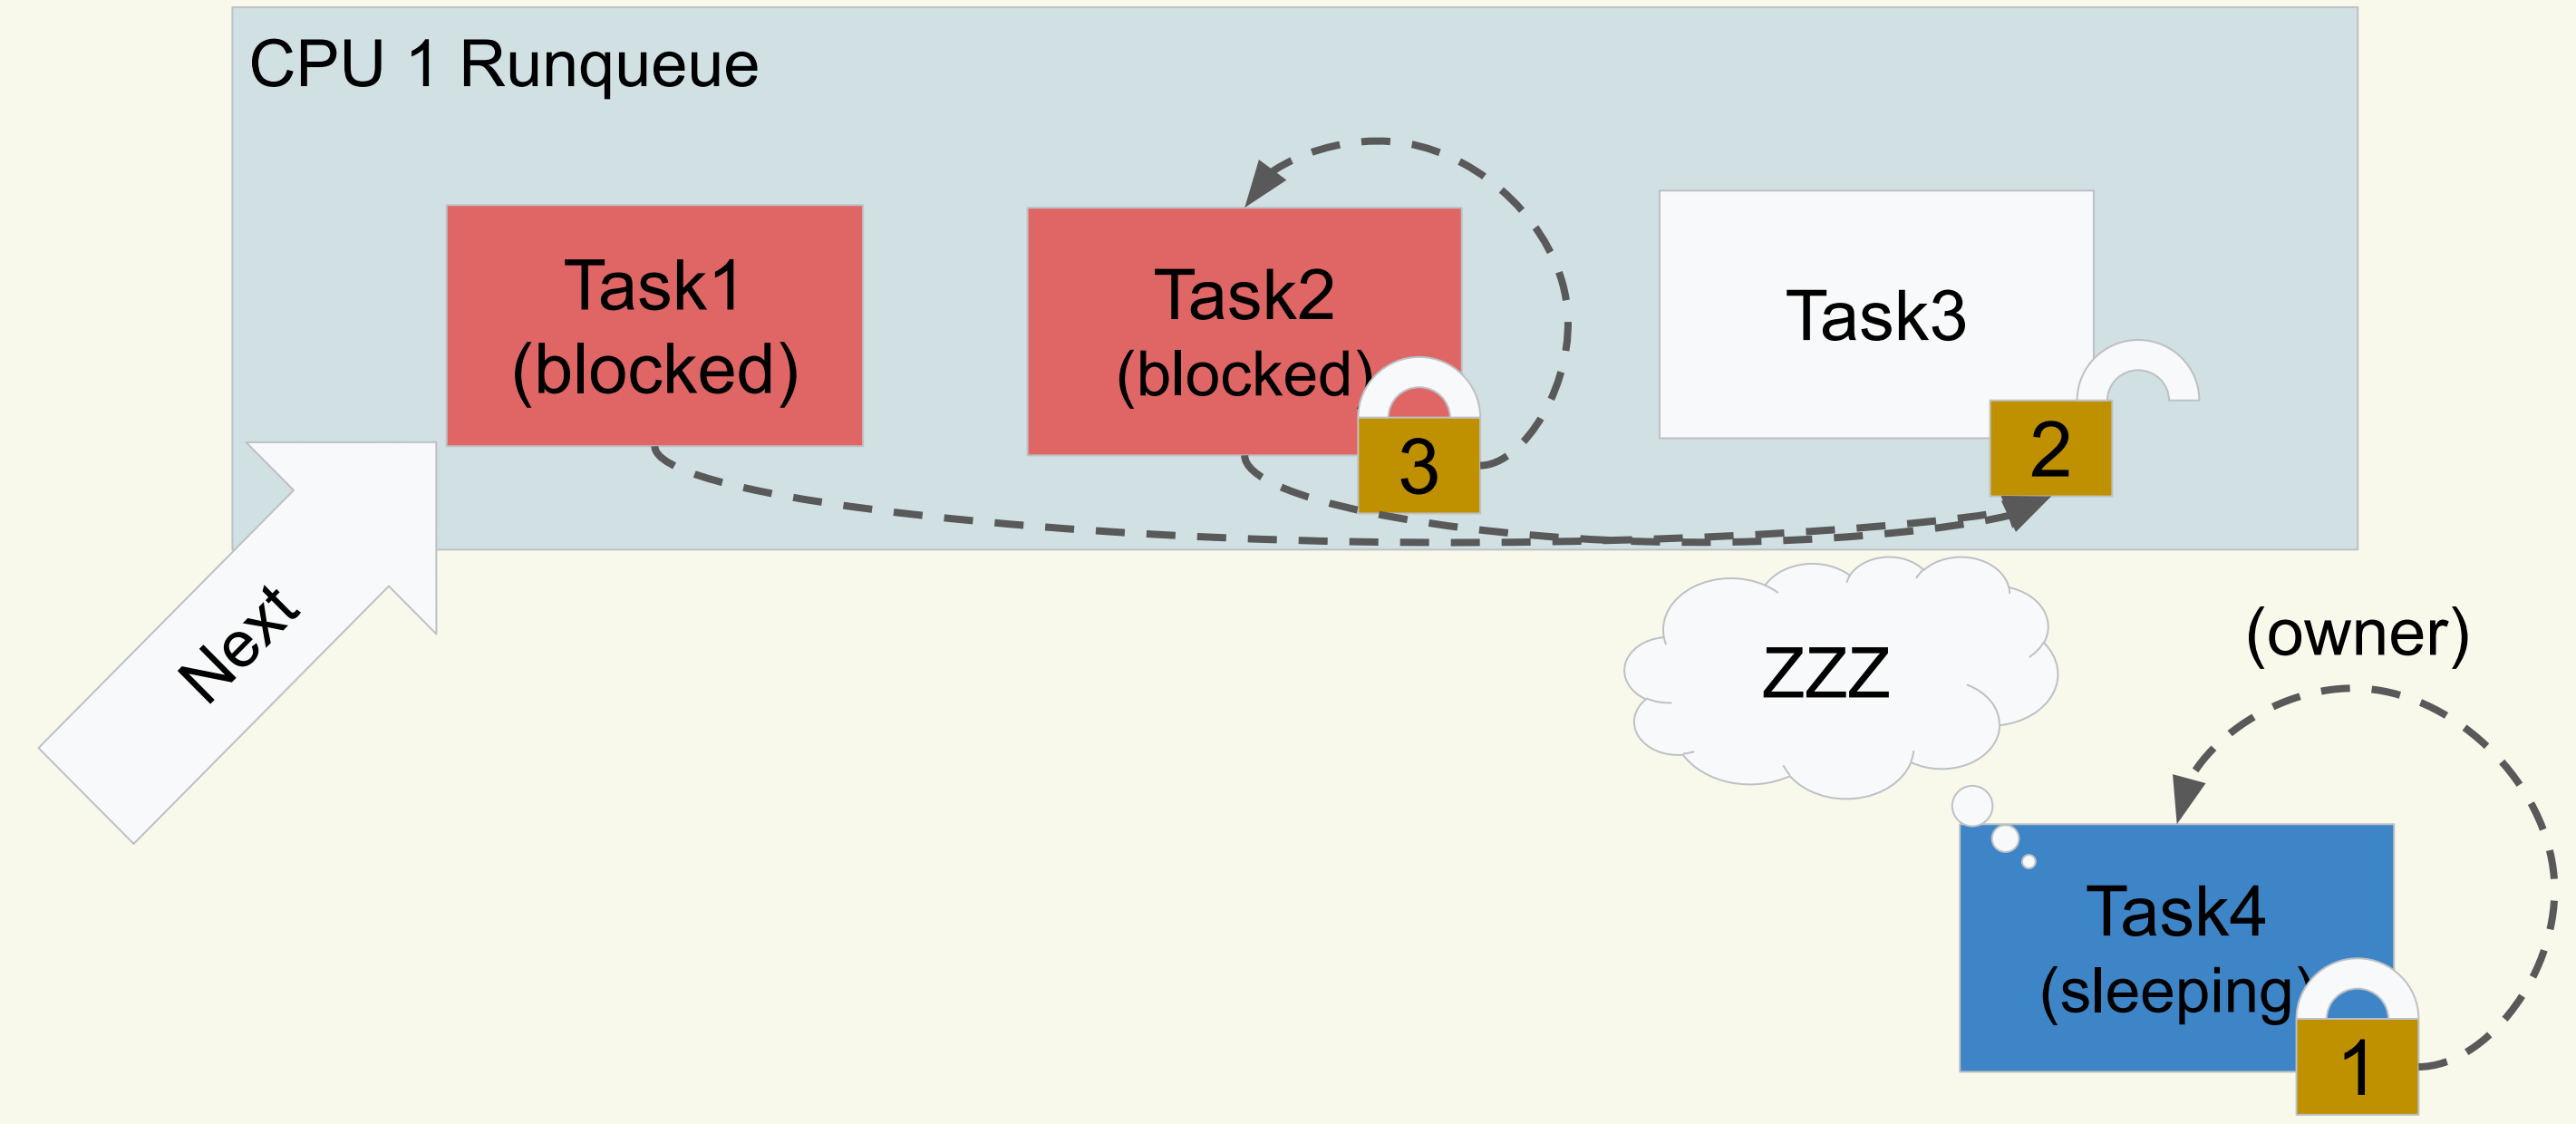 CPU 1 Runqueue
Task1
(blocked)
Task2
(blocked)
3
Task3
2
Next
ZZZ
(owner)
Task4
(sleeping)
1